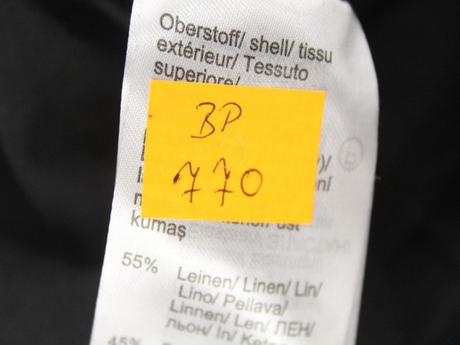 Oberstoff/ shell/ tissu
extérieur/ Tessuto
superiore/
BP
770
kumaş
55%
Leinen/ Linen/ Lin/
Lino/ Pellava/
Linnen/ Len/ ЛЕН/
льон/ In/
45%